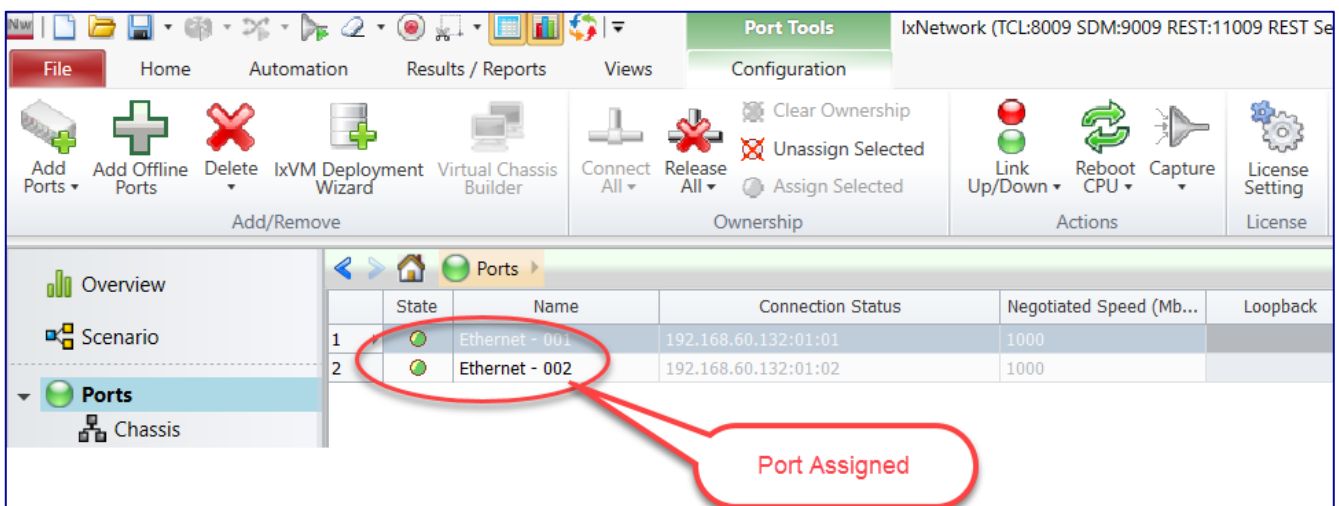 Nw
Port Tools
IxNetwork (TCL:8009 SDM:9009 REST:11009 REST Se
File Home Automation Results / Reports Views Configuration
Add Ports
Add Offline Ports
Delete
IxVM Deployment Wizard
Virtual Chassis Builder
Connect All
Release All
Clear Ownership
Unassign Selected
Assign Selected
Link Up/Down
Reboot CPU
Capture
License Setting
Add/Remove Ownership Actions License
Overview
Scenario
Ports
Chassis
Ports
State Name Connection Status Negotiated Speed (Mb... Loopback
1 Ethernet - 001 192.168.60.132:01:01 1000
2 Ethernet - 002 192.168.60.132:01:02 1000
Port Assigned